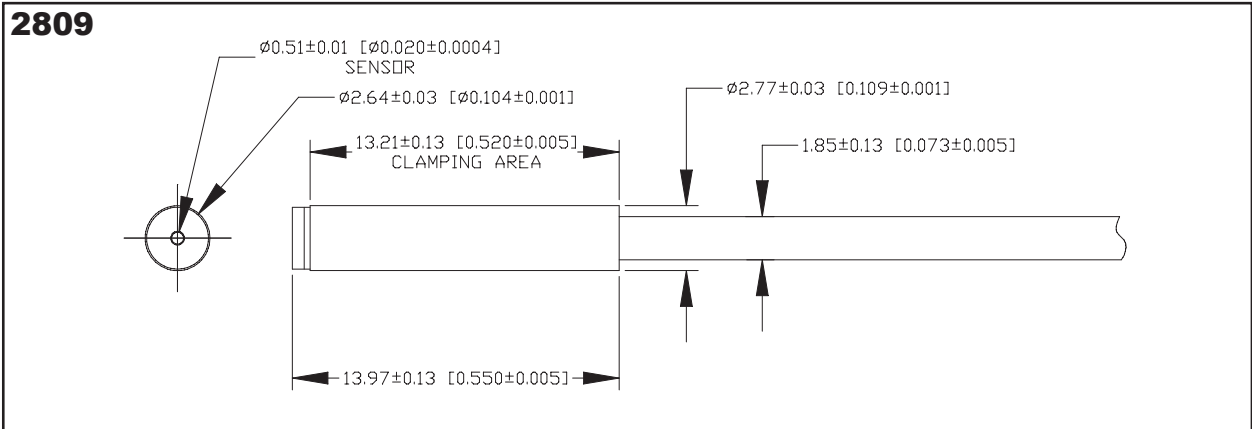 2809
ø0.51±0.01 [ø0.020±0.0004]
SENSOR
ø2.64±0.03 [ø0.104±0.001]
ø2.77±0.03 [0.109±0.001]
13.21±0.13 [0.520±0.005]
CLAMPING AREA
1.85±0.13 [0.073±0.005]
13.97±0.13 [0.550±0.005]